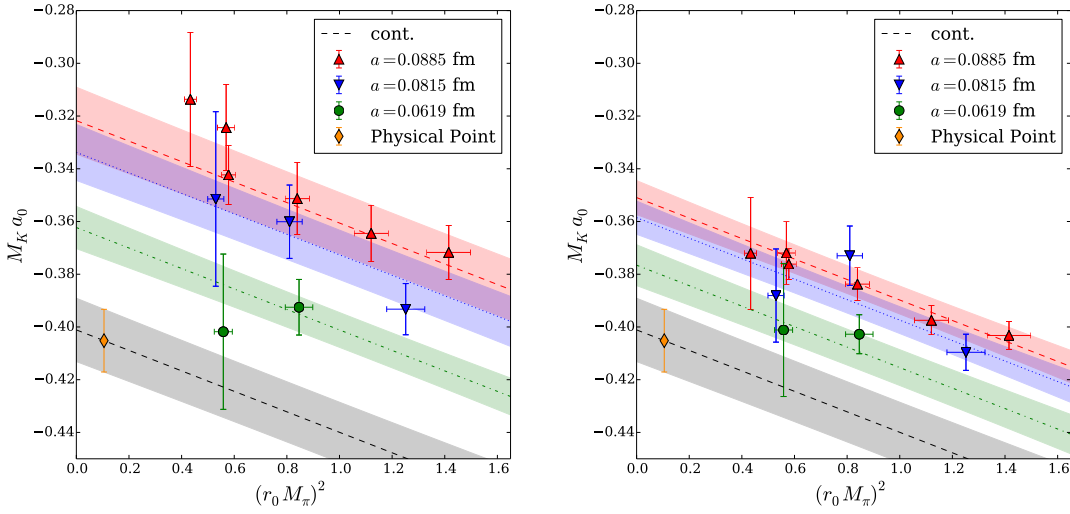 −0.28
−0.30
−0.32
−0.34
−0.36
−0.38
−0.40
−0.42
−0.44
M_K a_0
0.0 0.2 0.4 0.6 0.8 1.0 1.2 1.4 1.6
(r_0 M_π)^2
cont.
a=0.0885 fm
a=0.0815 fm
a=0.0619 fm
Physical Point
−0.28
−0.30
−0.32
−0.34
−0.36
−0.38
−0.40
−0.42
−0.44
M_K a_0
0.0 0.2 0.4 0.6 0.8 1.0 1.2 1.4 1.6
(r_0 M_π)^2
cont.
a=0.0885 fm
a=0.0815 fm
a=0.0619 fm
Physical Point